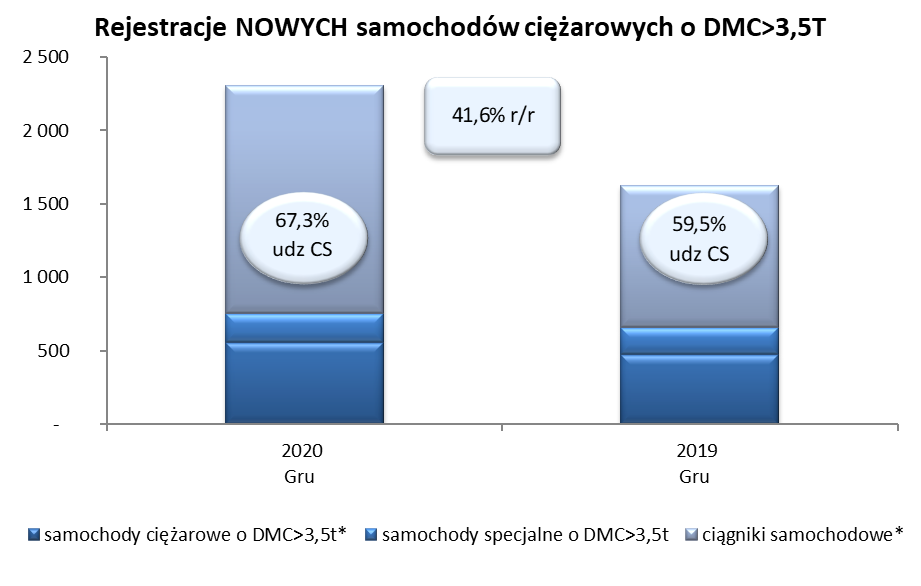 Rejestracje NOWYCH samochodów ciężarowych o DMC>3,5T
2 500
2 000
1 500
1 000
500
-
41,6% r/r
67,3%
udz CS
59,5%
udz CS
2020
Gru
2019
Gru
samochody ciężarowe o DMC>3,5t* samochody specjalne o DMC>3,5t ciągniki samochodowe*